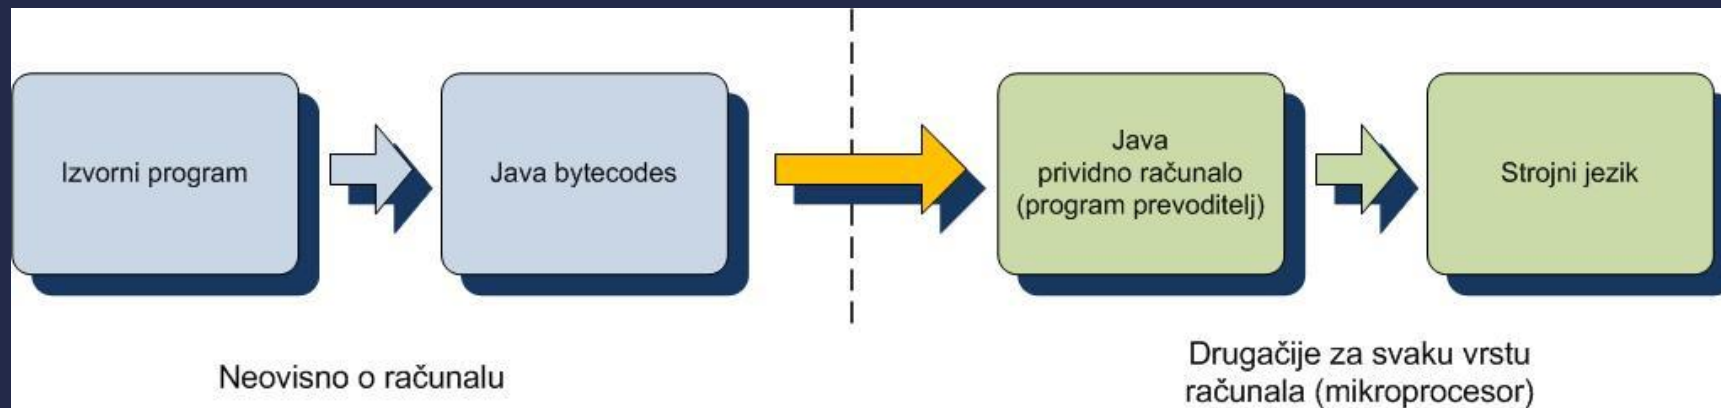 Izvorni program
Java bytecodes
Java
prividno računalo
(program prevoditelj)
Strojni jezik
Neovisno o računalu
Drugačije za svaku vrstu
računala (mikroprocesor)